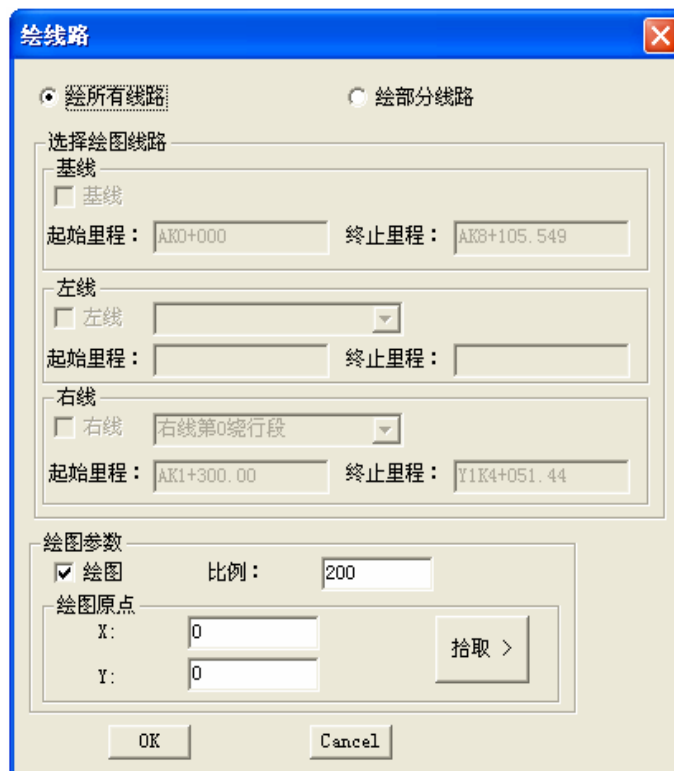 绘线路
绘所有线路 绘部分线路
选择绘图线路
基线
基线
起始里程： AK0+000 终止里程： AK8+105.549
左线
左线
起始里程： 终止里程：
右线
右线 右线第0绕行段
起始里程： AK1+300.00 终止里程： Y1K4+051.44
绘图参数
绘图 比例： 200
绘图原点
X: 0
拾取 >
Y: 0
OK Cancel